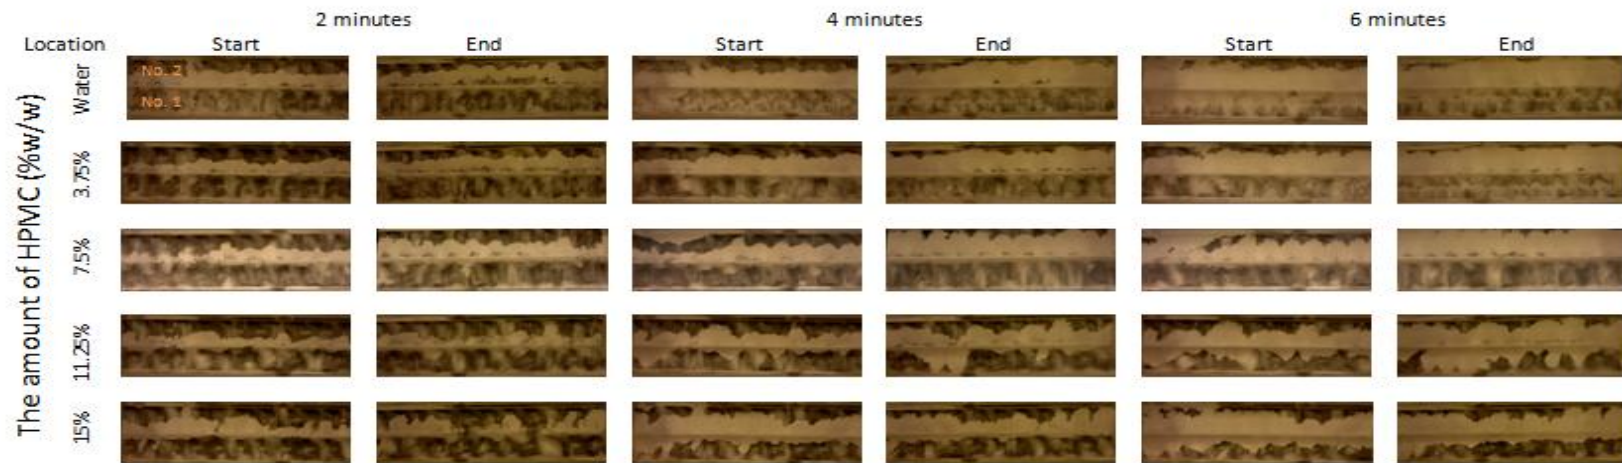 2 minutes 4 minutes 6 minutes
Location Start End Start End Start End
The amount of HPMC (%w/w)
Water
No. 2
No. 1
3.75%
7.5%
11.25%
15%